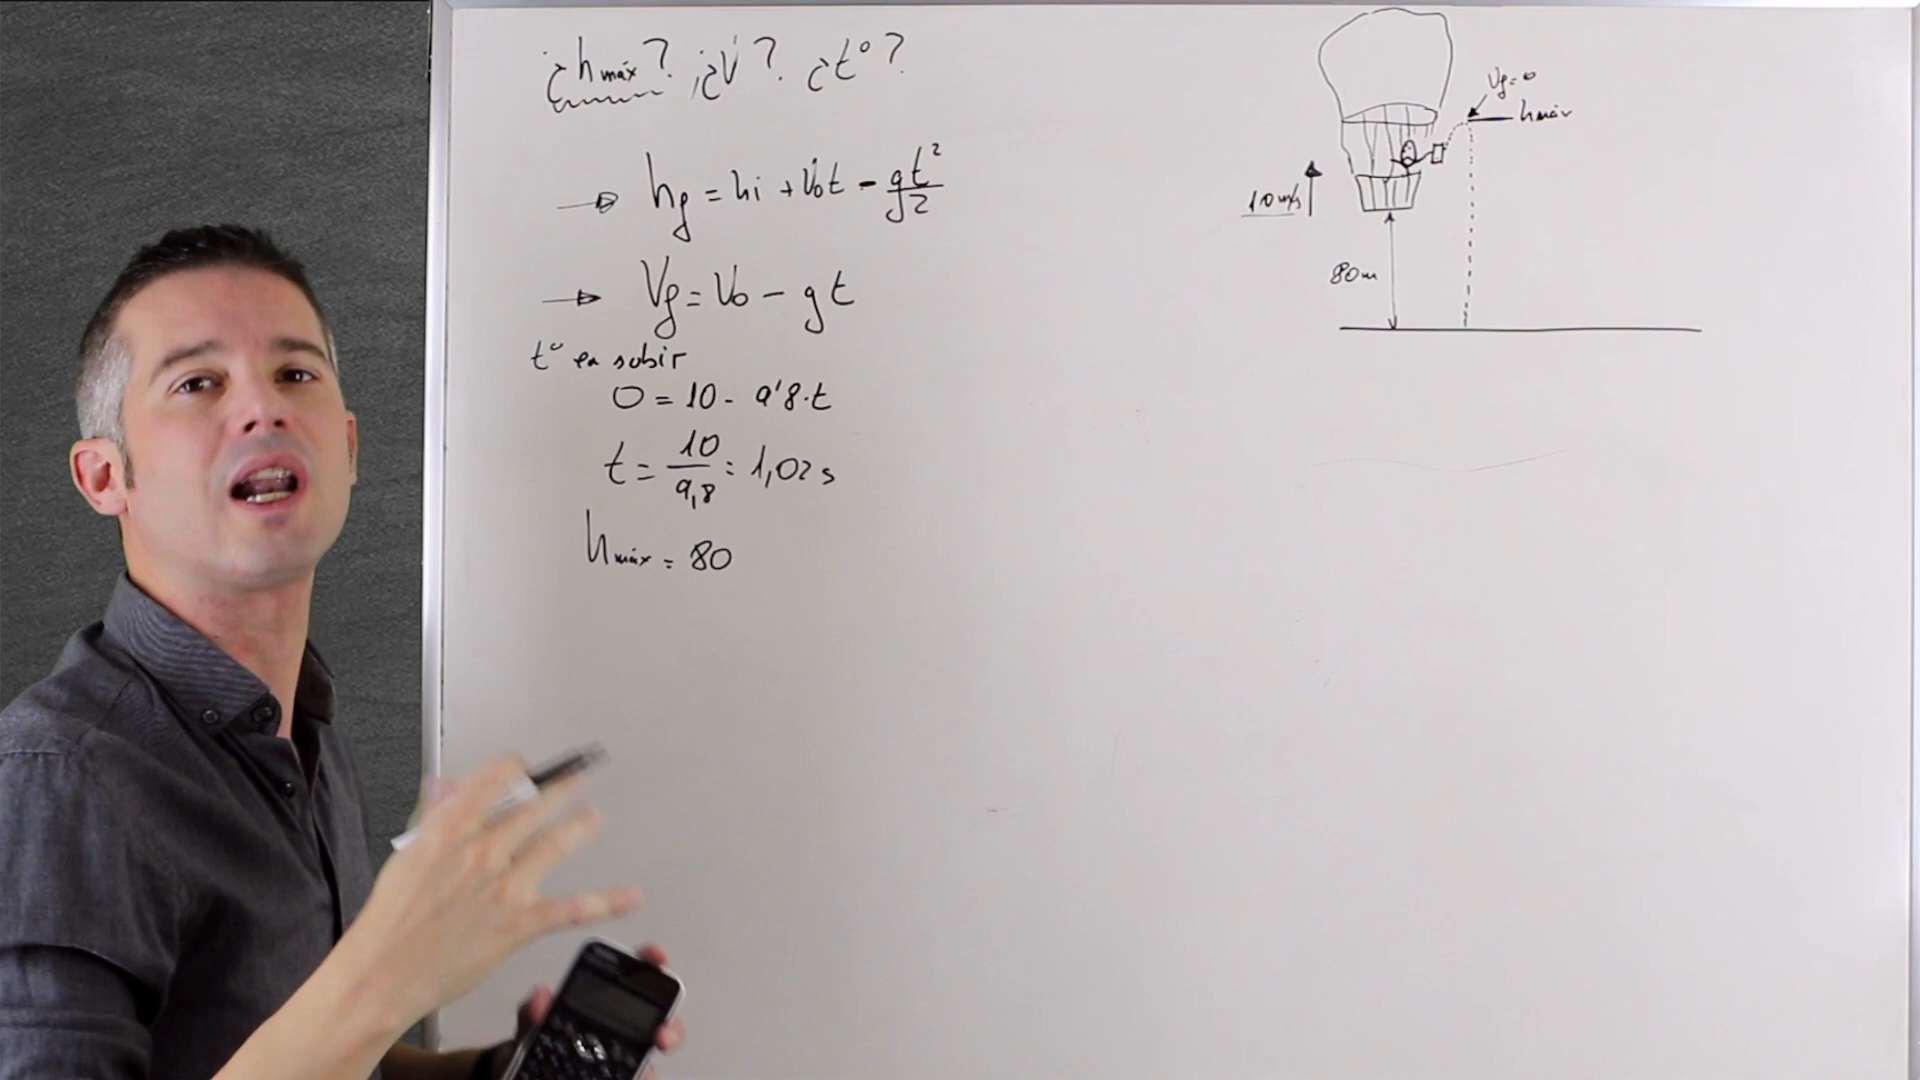 ¿hmáx? ¿V? ¿tº?
hf = hi + V₀t - gt²/2
Vf = V₀ - gt
tº en subir
0 = 10 - 9'8·t
t = 10/9,8 = 1,02 s
hmáx = 80
Vf = 0
hmáx
10 m/s
80m